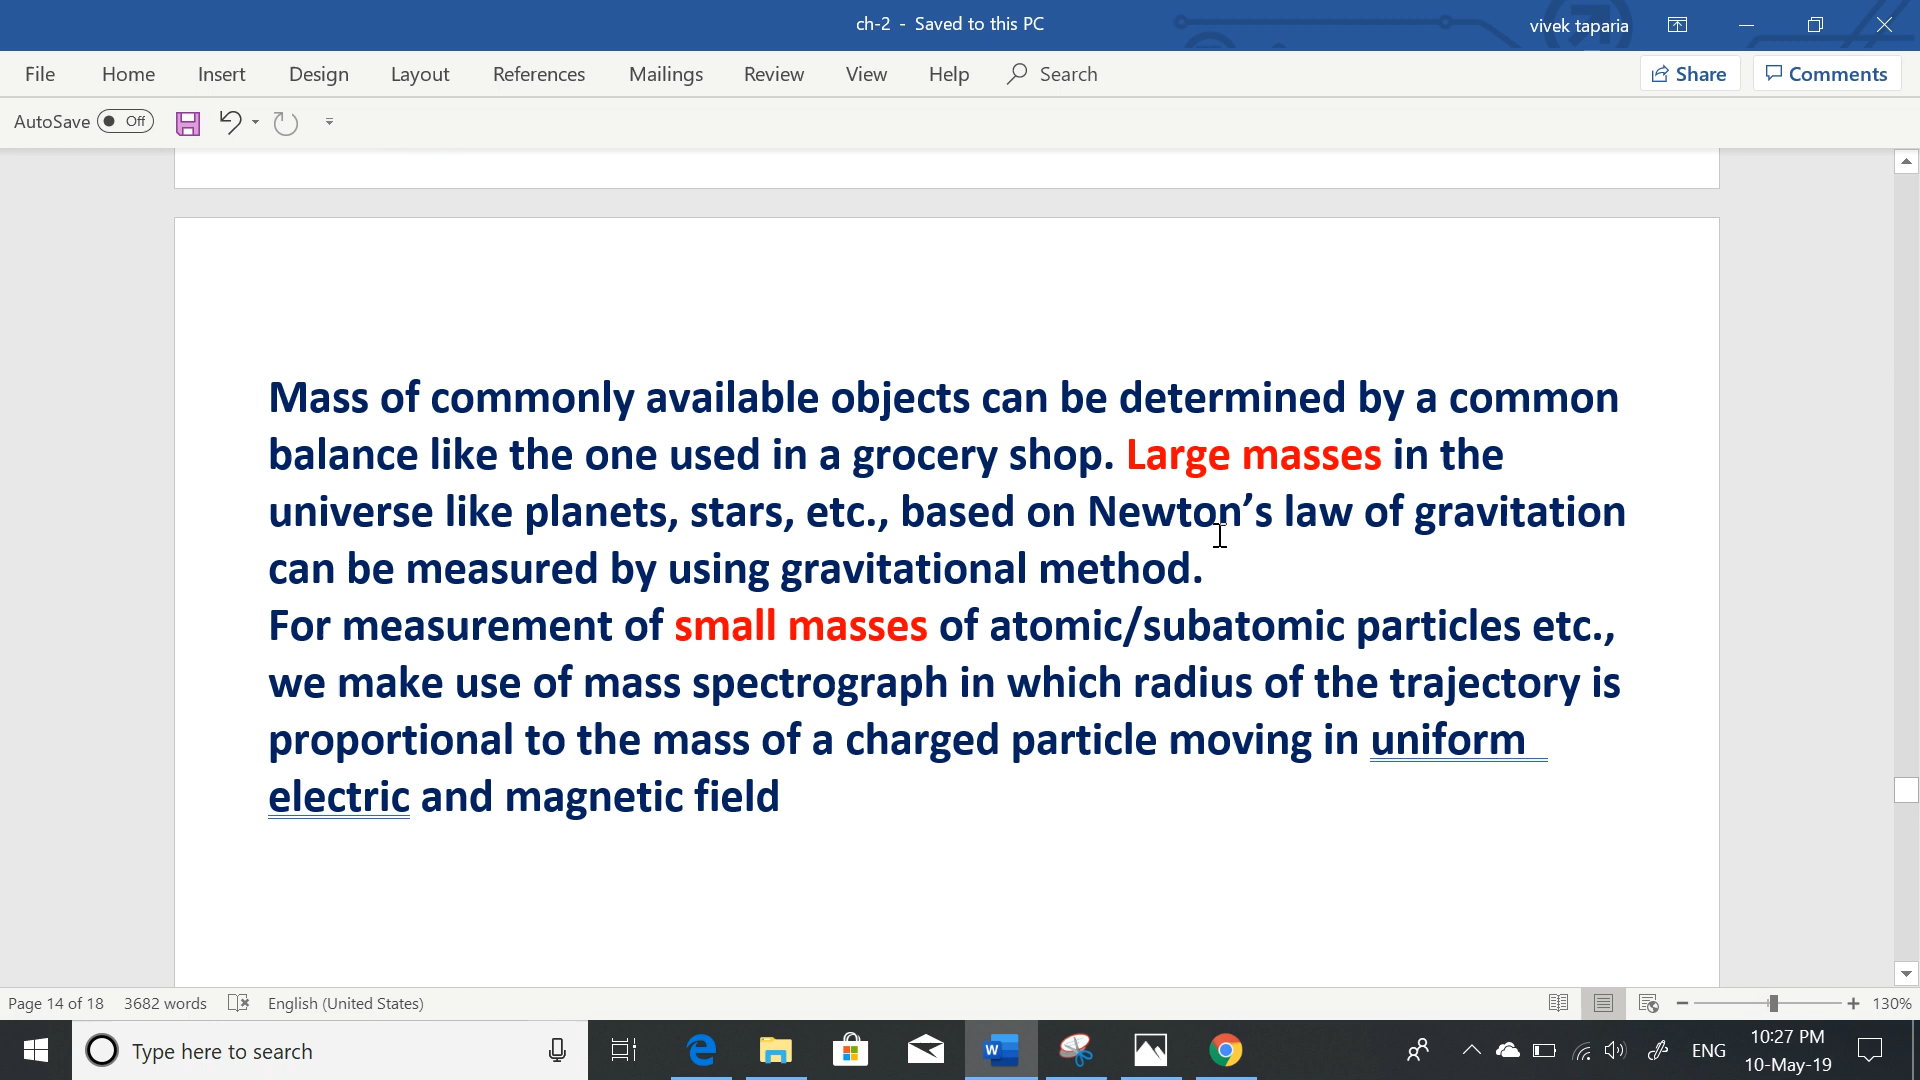 ch-2 - Saved to this PC
vivek taparia
File Home Insert Design Layout References Mailings Review View Help Search
Share Comments
AutoSave Off
Mass of commonly available objects can be determined by a common
balance like the one used in a grocery shop. Large masses in the
universe like planets, stars, etc., based on Newton’s law of gravitation
can be measured by using gravitational method.
For measurement of small masses of atomic/subatomic particles etc.,
we make use of mass spectrograph in which radius of the trajectory is
proportional to the mass of a charged particle moving in uniform
electric and magnetic field
Page 14 of 18 3682 words English (United States) 130%
Type here to search
W
ENG
10:27 PM
10-May-19